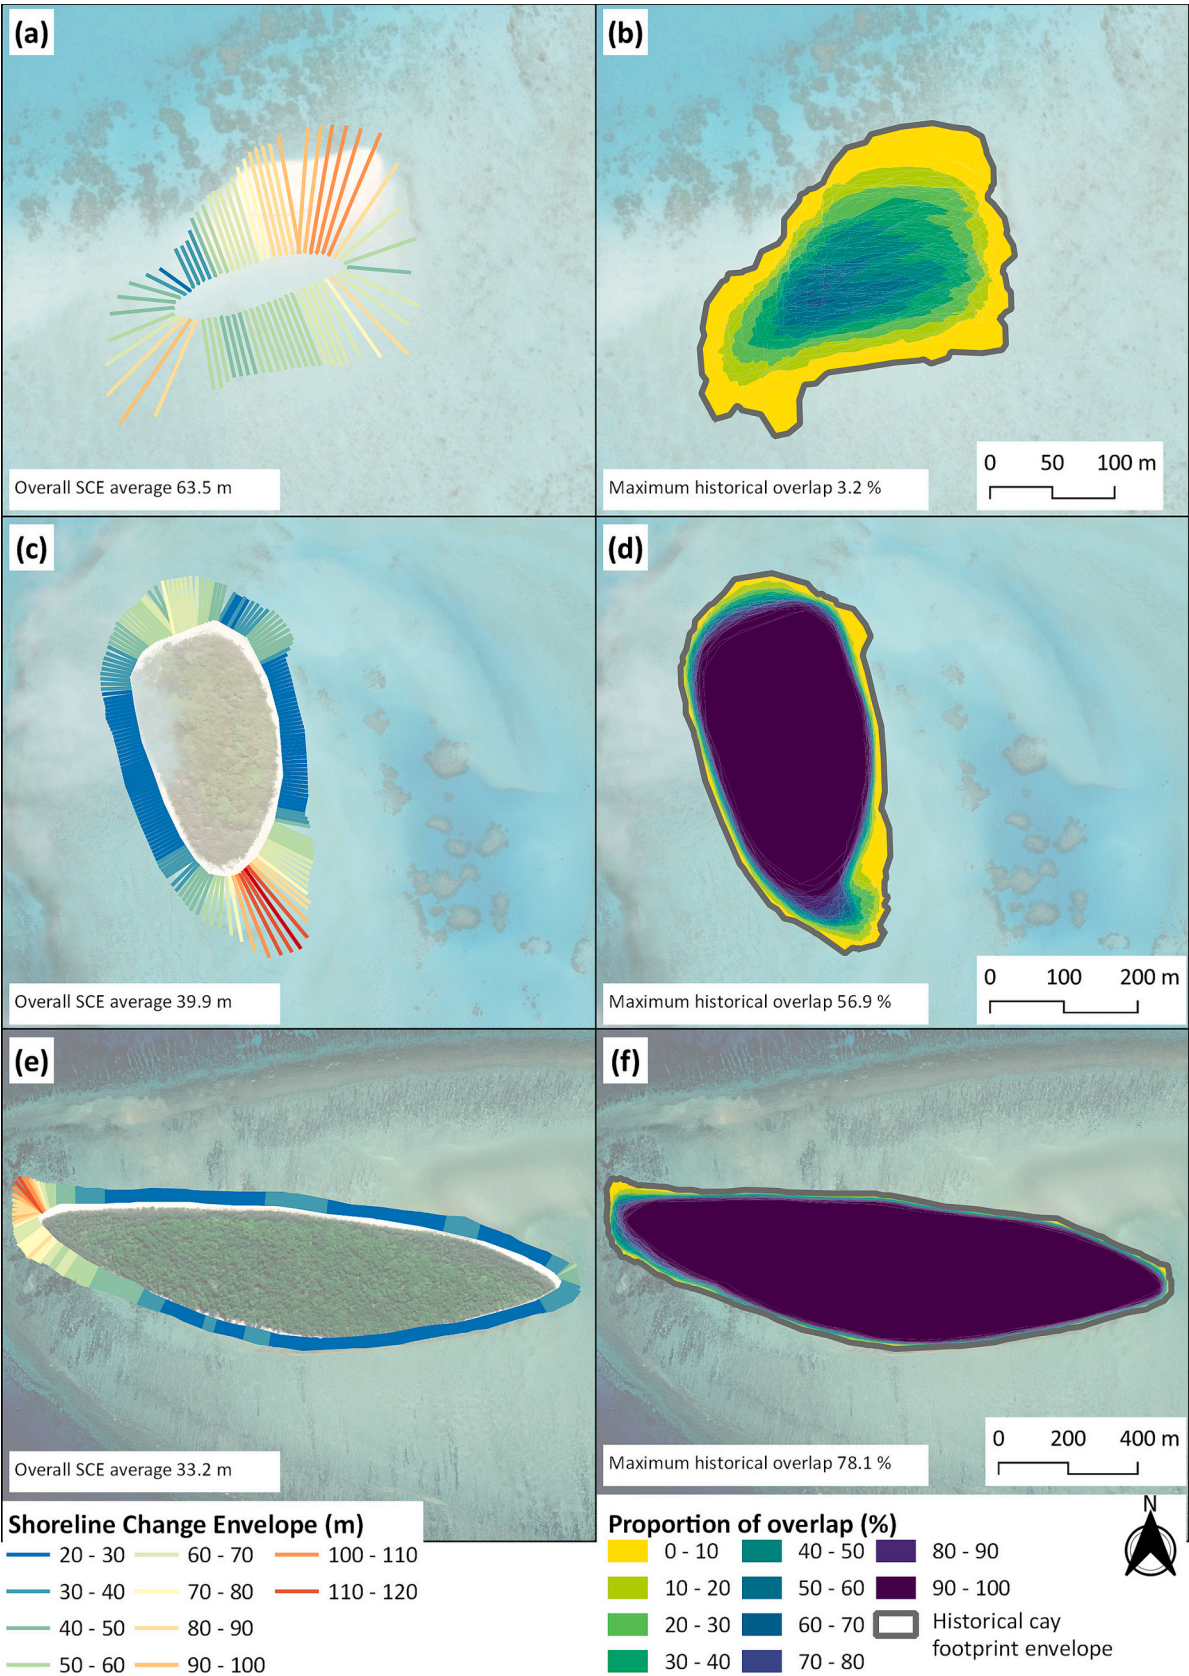 (a)
(b)
Overall SCE average 63.5 m
Maximum historical overlap 3.2 %
0 50 100 m
(c)
(d)
Overall SCE average 39.9 m
Maximum historical overlap 56.9 %
0 100 200 m
(e)
(f)
Overall SCE average 33.2 m
Maximum historical overlap 78.1 %
0 200 400 m
Shoreline Change Envelope (m)
20 - 30 60 - 70 100 - 110
30 - 40 70 - 80 110 - 120
40 - 50 80 - 90
50 - 60 90 - 100
Proportion of overlap (%)
0 - 10 40 - 50 80 - 90
10 - 20 50 - 60 90 - 100
20 - 30 60 - 70 Historical cay
footprint envelope
30 - 40 70 - 80
N